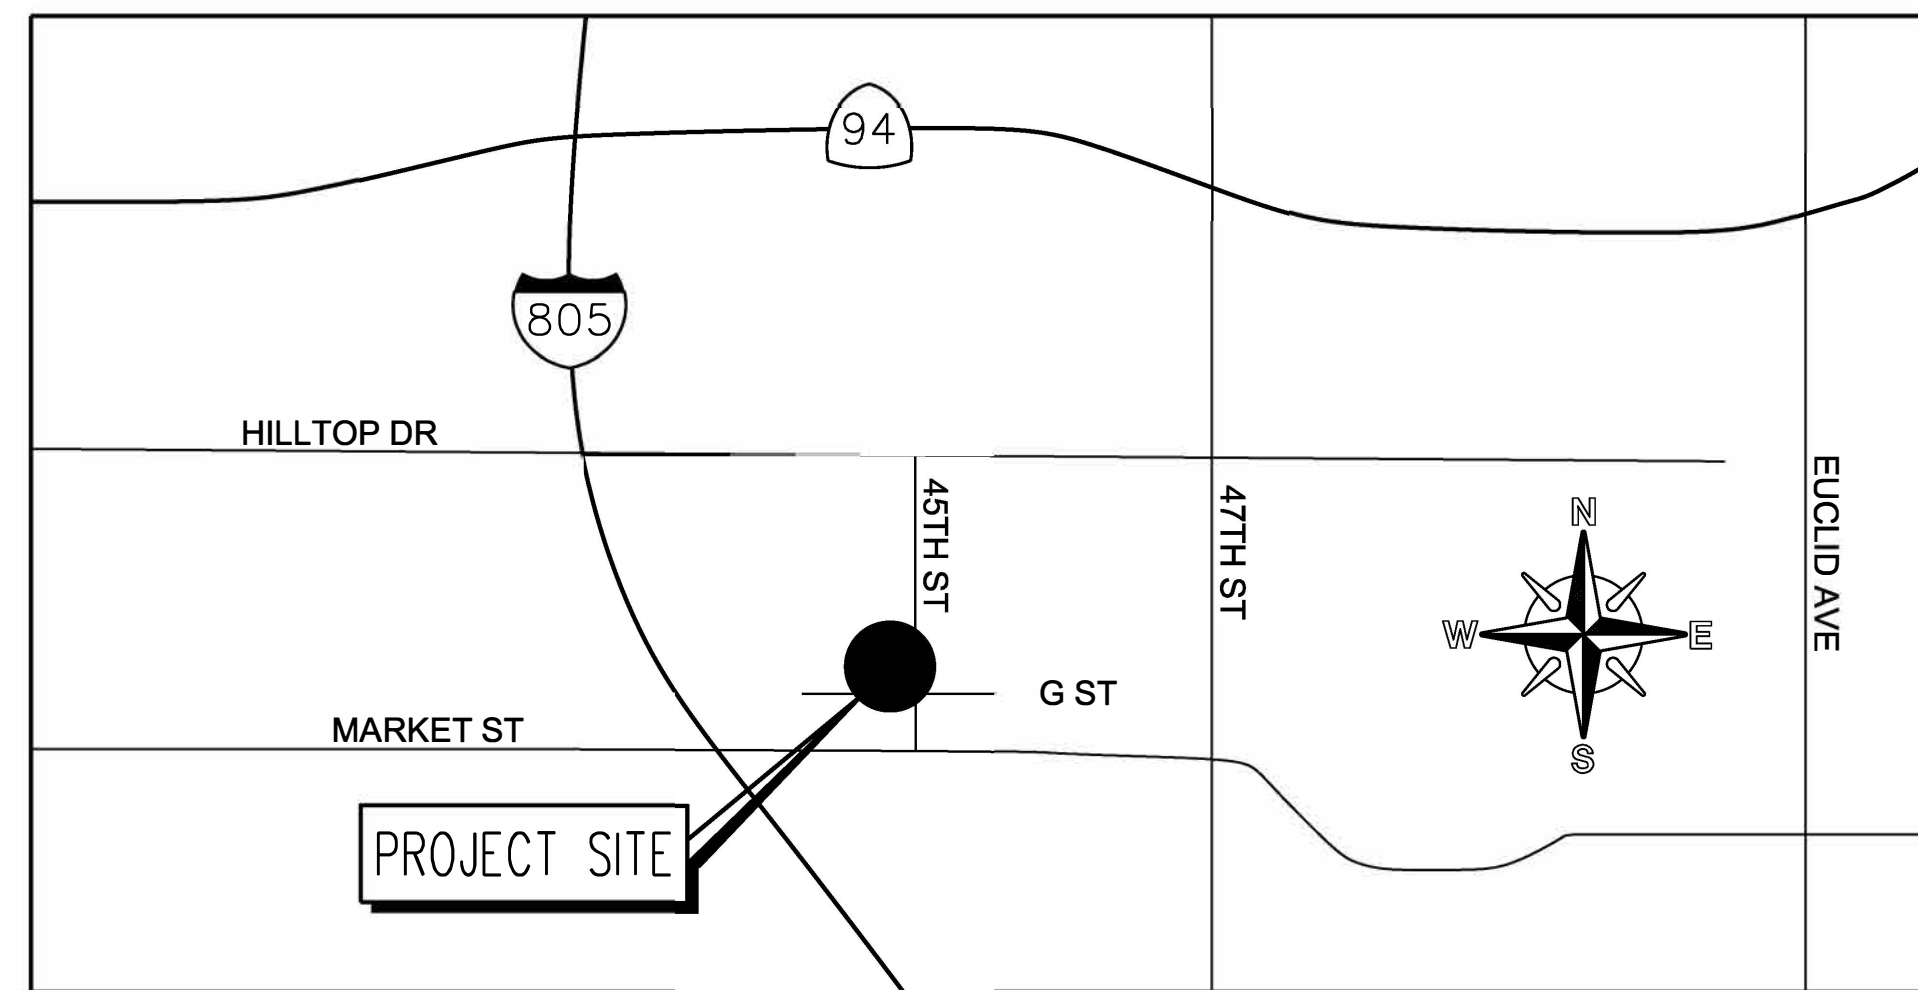 94
805
HILLTOP DR
45TH ST
47TH ST
EUCLID AVE
N
W
E
S
G ST
MARKET ST
PROJECT SITE